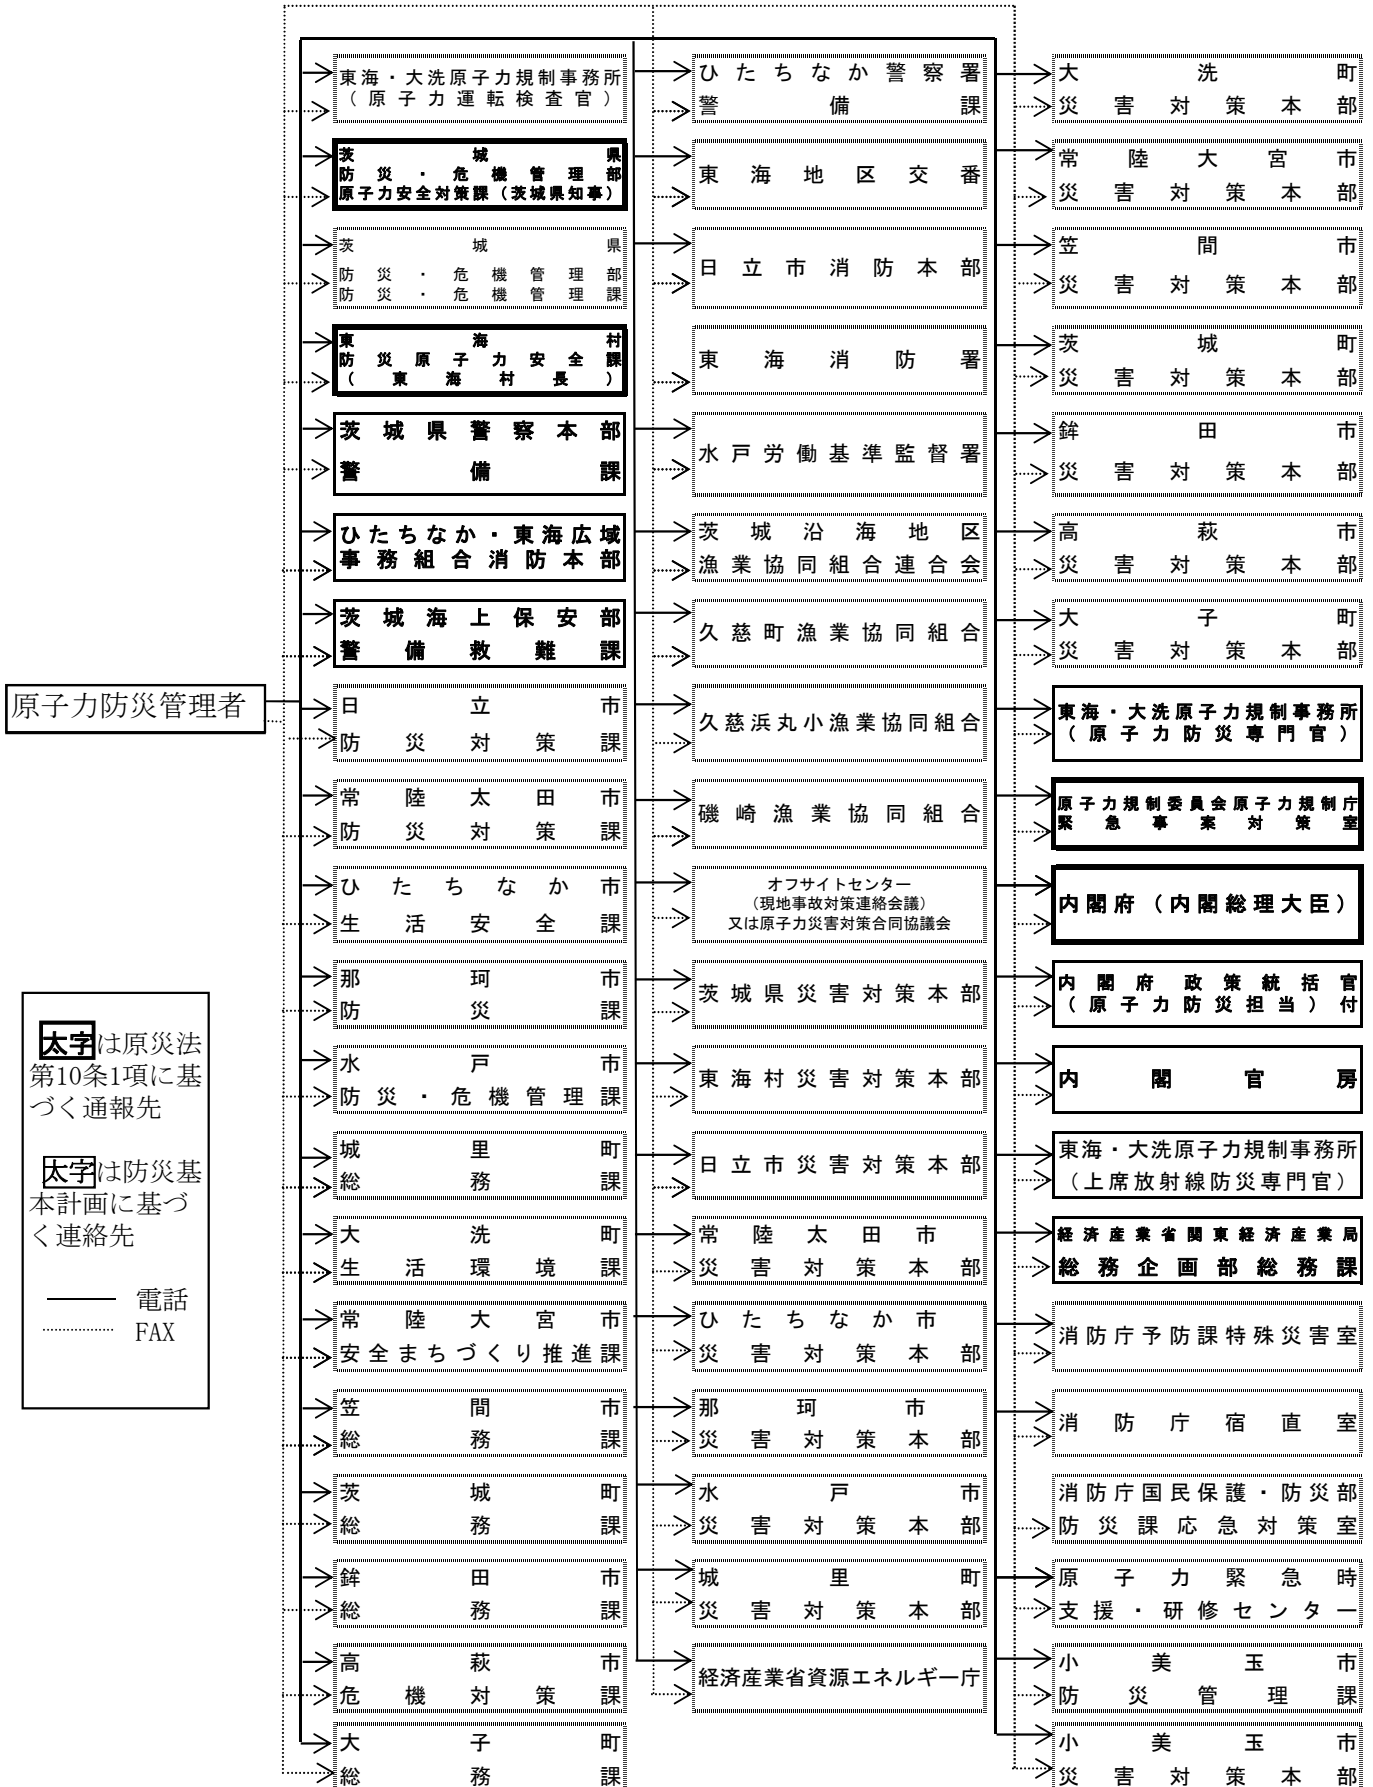 原子力防災管理者
太字は原災法
第10条1項に基
づく通報先
太字は防災基
本計画に基づ
く連絡先
電話
FAX
東海・大洗原子力規制事務所
(原子力運転検査官)
茨城県
防災・危機管理部
原子力安全対策課(茨城県知事)
茨城県
防災・危機管理部
防災・危機管理課
東海村
防災原子力安全課
(東海村長)
茨城県警察本部
警備課
ひたちなか・東海広域
事務組合消防本部
茨城海上保安部
警備救難課
日立市
防災対策課
常陸太田市
防災対策課
ひたちなか市
生活安全課
那珂市
防災課
水戸市
防災・危機管理課
城里町
総務課
大洗町
生活環境課
常陸大宮市
安全まちづくり推進課
笠間市
総務課
茨城町
総務課
鉾田市
総務課
高萩市
危機対策課
大子町
総務課
ひたちなか警察署
警備課
東海地区交番
日立市消防本部
東海消防署
水戸労働基準監督署
茨城沿海地区
漁業協同組合連合会
久慈町漁業協同組合
久慈浜丸小漁業協同組合
磯崎漁業協同組合
オフサイトセンター
(現地事故対策連絡会議)
又は原子力災害対策合同協議会
茨城県災害対策本部
東海村災害対策本部
日立市災害対策本部
常陸太田市
災害対策本部
ひたちなか市
災害対策本部
那珂市
災害対策本部
水戸市
災害対策本部
城里町
災害対策本部
経済産業省資源エネルギー庁
大洗町
災害対策本部
常陸大宮市
災害対策本部
笠間市
災害対策本部
茨城町
災害対策本部
鉾田市
災害対策本部
高萩市
災害対策本部
大子町
災害対策本部
東海・大洗原子力規制事務所
(原子力防災専門官)
原子力規制委員会原子力規制庁
緊急事案対策室
内閣府(内閣総理大臣)
内閣府政策統括官
(原子力防災担当)付
内閣官房
東海・大洗原子力規制事務所
(上席放射線防災専門官)
経済産業省関東経済産業局
総務企画部総務課
消防庁予防課特殊災害室
消防庁宿直室
消防庁国民保護・防災部
防災課応急対策室
原子力緊急時
支援・研修センター
小美玉市
防災管理課
小美玉市
災害対策本部